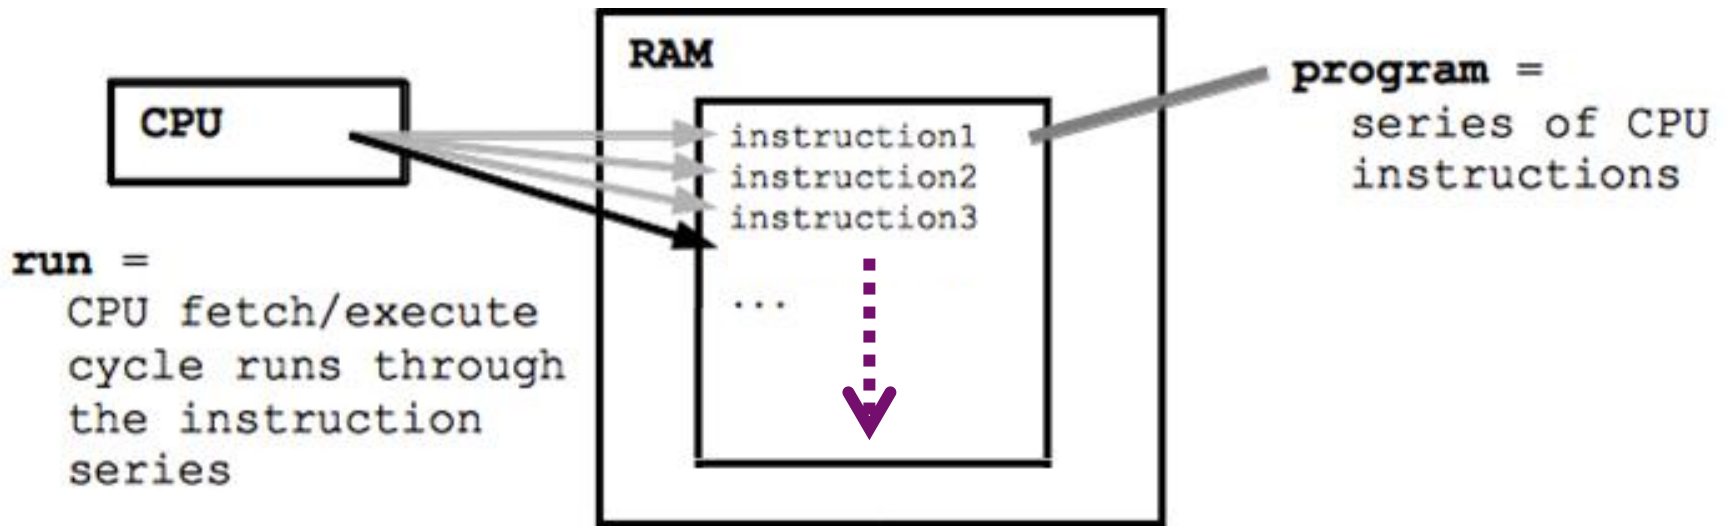 RAM
CPU
instruction1
instruction2
instruction3
...
program =
series of CPU
instructions
run =
CPU fetch/execute
cycle runs through
the instruction
series